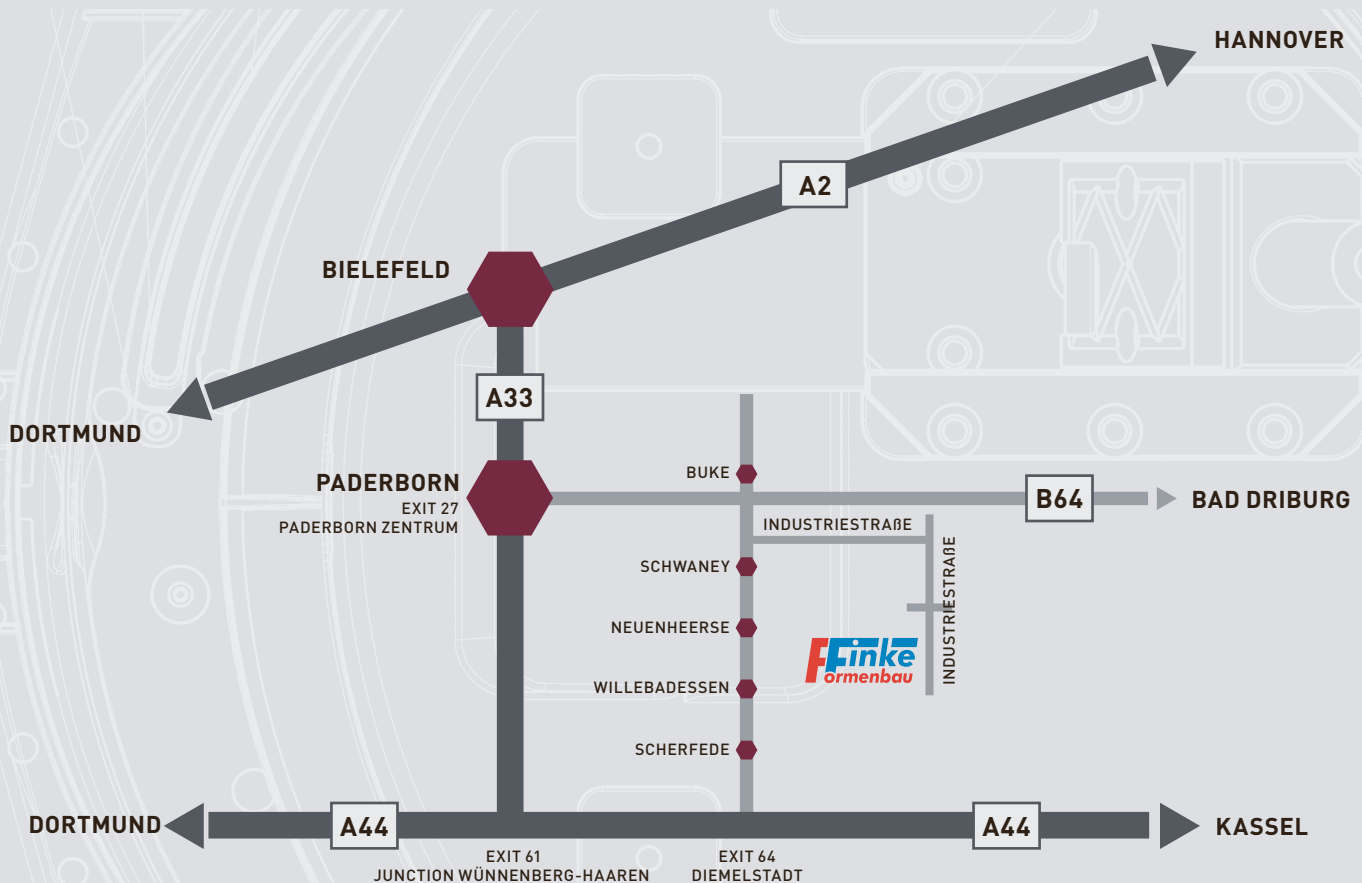 HANNOVER
A2
BIELEFELD
A33
DORTMUND
PADERBORN
EXIT 27
PADERBORN ZENTRUM
BUKE
B64
BAD DRIBURG
INDUSTRIESTRAßE
INDUSTRIESTRAßE
SCHWANEY
NEUENHEERSE
Finke
Formenbau
WILLEBADESSEN
SCHERFEDE
DORTMUND
A44
A44
KASSEL
EXIT 61
JUNCTION WÜNNENBERG-HAAREN
EXIT 64
DIEMELSTADT